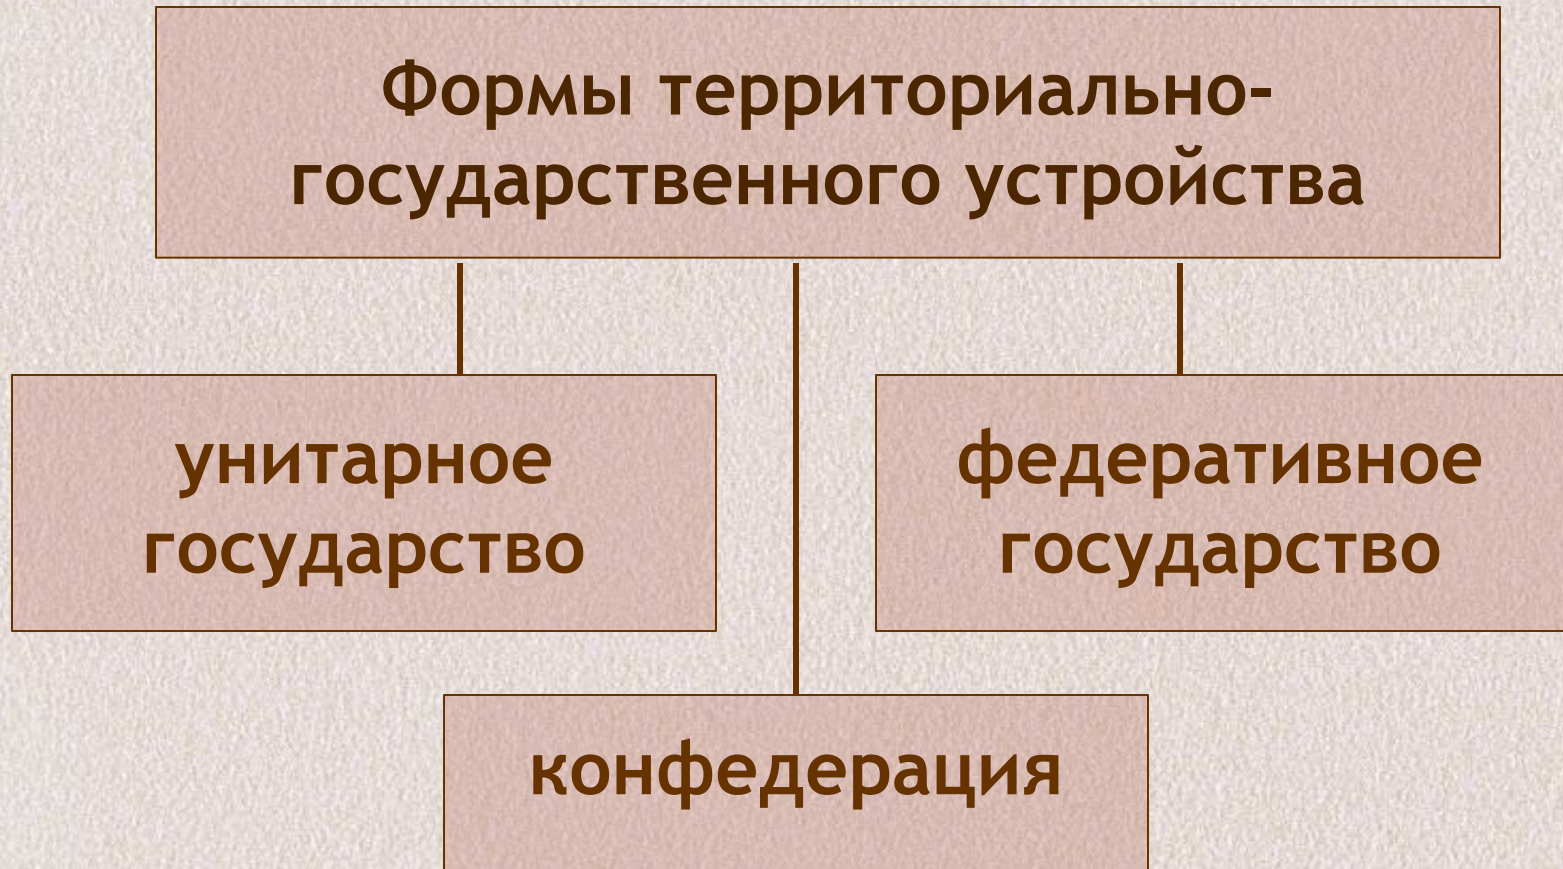 Формы территориально-
государственного устройства
унитарное
государство
федеративное
государство
конфедерация